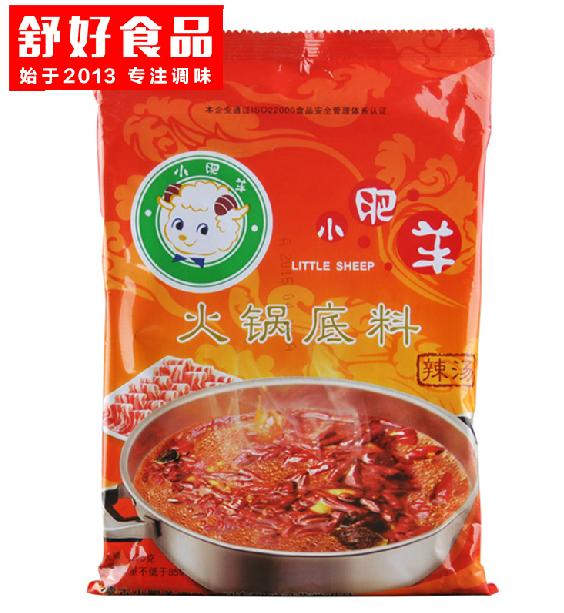 舒好食品
始于2013 专注调味
本企业通过ISO22000食品安全管理体系认证
小肥羊
小肥羊
LITTLE SHEEP
火锅底料
辣汤